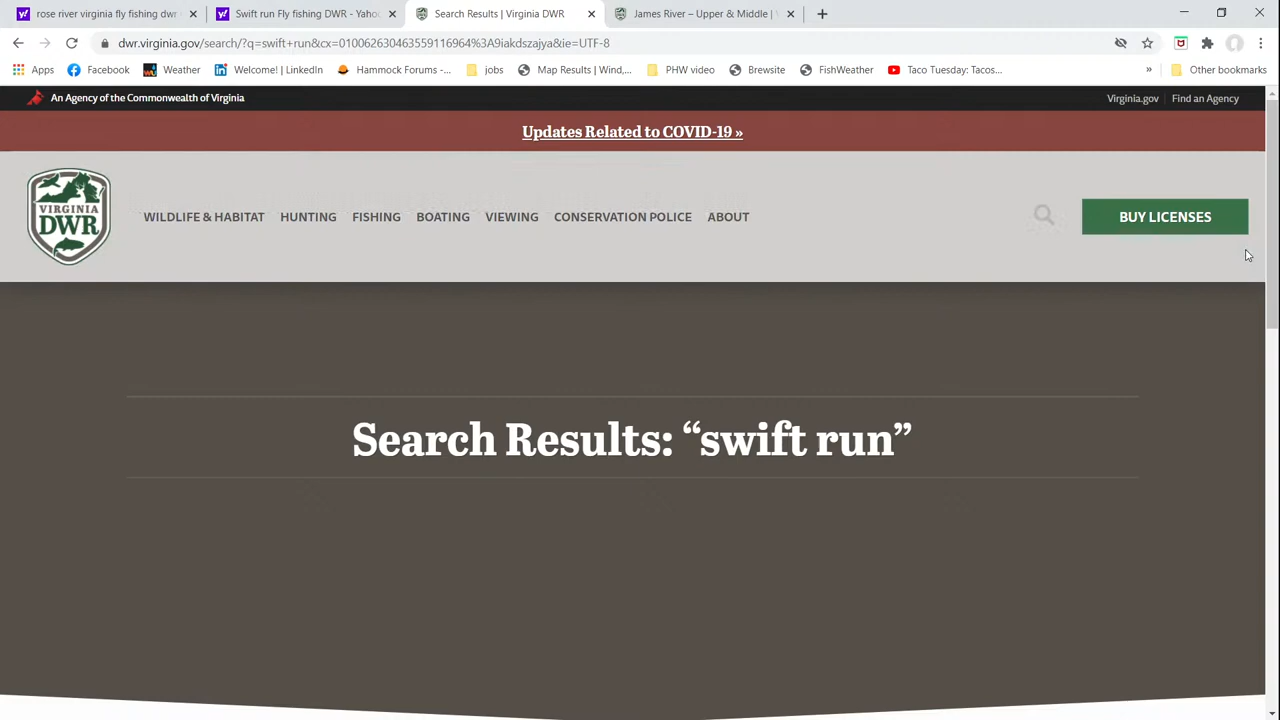 rose river virginia fly fishing dwr
Swift run Fly fishing DWR - Yahoo
Search Results | Virginia DWR
James River – Upper & Middle | V
dwr.virginia.gov/search/?q=swift+run&cx=010062630463559116964%3A9iakdszajya&ie=UTF-8
Apps
Facebook
Weather
Welcome! | LinkedIn
Hammock Forums -...
jobs
Map Results | Wind,...
PHW video
Brewsite
FishWeather
Taco Tuesday: Tacos...
»
Other bookmarks
An Agency of the Commonwealth of Virginia
Virginia.gov | Find an Agency
Updates Related to COVID-19 »
VIRGINIA
DWR
WILDLIFE & HABITAT
HUNTING
FISHING
BOATING
VIEWING
CONSERVATION POLICE
ABOUT
BUY LICENSES
Search Results: “swift run”